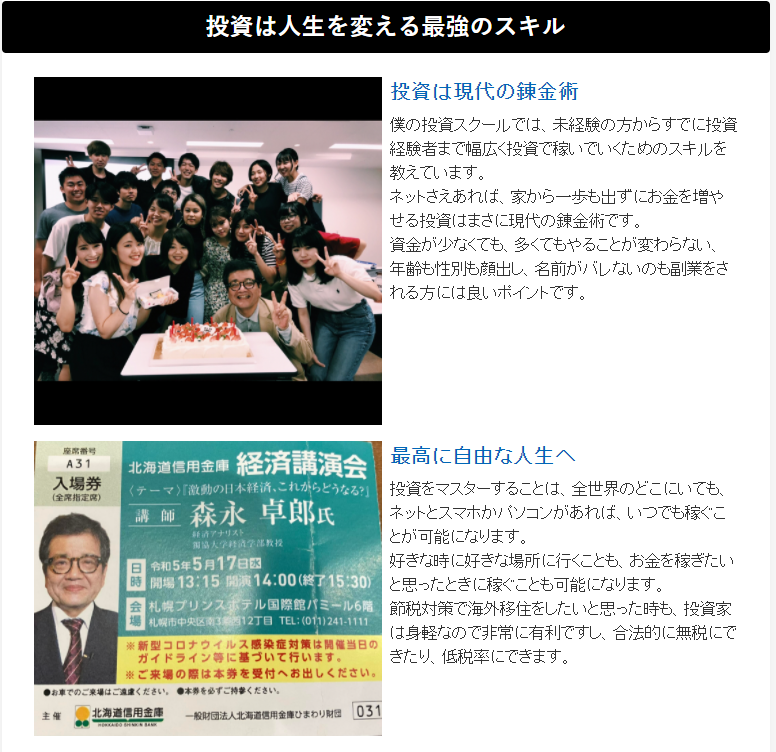 投資は人生を変える最強のスキル
投資は現代の錬金術
僕の投資スクールでは、未経験の方からすでに投資
経験者まで幅広く投資で稼いでいくためのスキルを
教えています。
ネットさえあれば、家から一歩も出ずにお金を増や
せる投資はまさに現代の錬金術です。
資金が少なくても、多くてもやることが変わらない、
年齢も性別も顔出し、名前がバレないのも副業をさ
れる方には良いポイントです。
座席番号
A31
入場券
(全席指定席)
北海道信用金庫 経済講演会
〈テーマ〉『激動の日本経済、これからどうなる?』
講師 森永 卓郎氏
経済アナリスト
獨協大学経済学部教授
日時 令和5年5月17日水
開場13:15 開演14:00(終了15:30)
会場 札幌プリンスホテル国際館パミール6階
札幌市中央区南3条西12丁目 TEL:(011)241-1111
※新型コロナウイルス感染症対策は開催当日の
ガイドライン等に基づいて行います。
※ご来場の際は本券を受付へお出しください。
●お車でのご来場はご遠慮ください。 ●本券を必ずご持参ください。
主催 北海道信用金庫 一般財団法人北海道信用金庫ひまわり財団 031
HOKKAIDO SHINKIN BANK
最高に自由な人生へ
投資をマスターすることは、全世界のどこにいても、
ネットとスマホかパソコンがあれば、いつでも稼ぐこ
とが可能になります。
好きな時に好きな場所に行くことも、お金を稼ぎたい
と思ったときに稼ぐことも可能になります。
節税対策で海外移住をしたいと思った時も、投資家
は身軽なので非常に有利ですし、合法的に無税にで
きたり、低税率にできます。